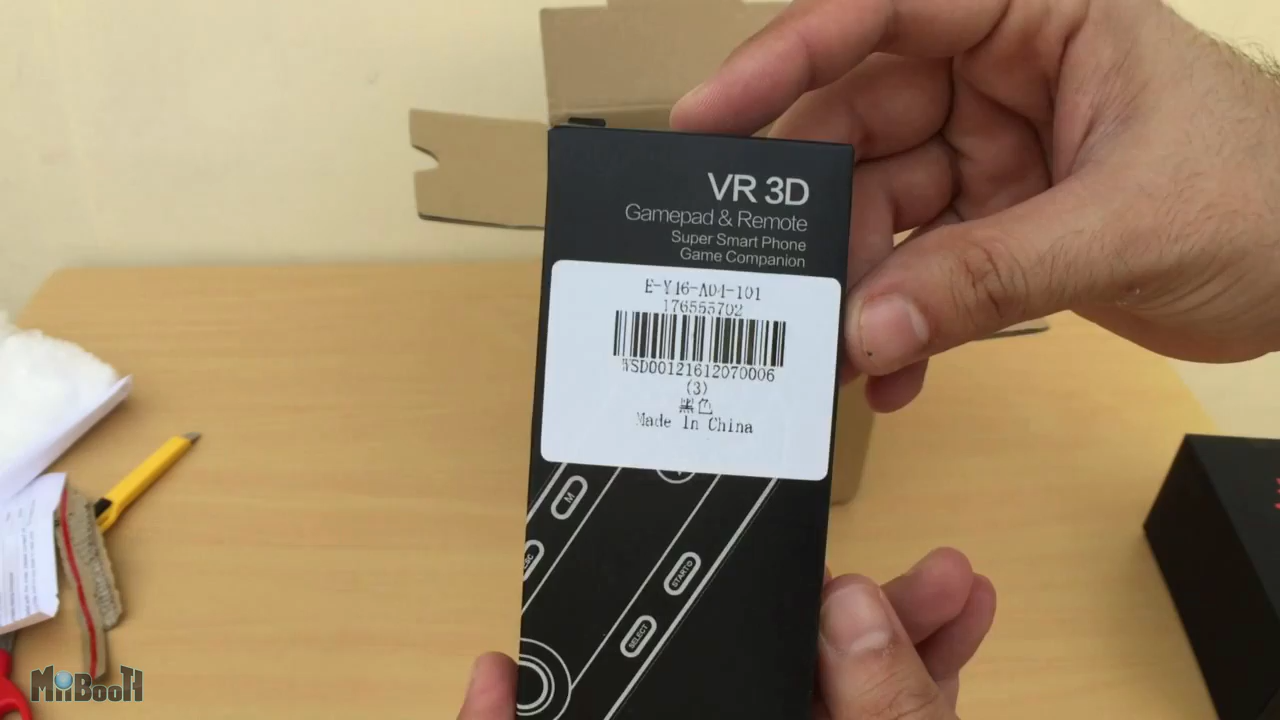 VR 3D
Gamepad & Remote
Super Smart Phone
Game Companion
E-Y16-A04-101
176555702
WSD00121612070006
(3)
黑色
Made In China
M
START
SELECT
MiiBooTH